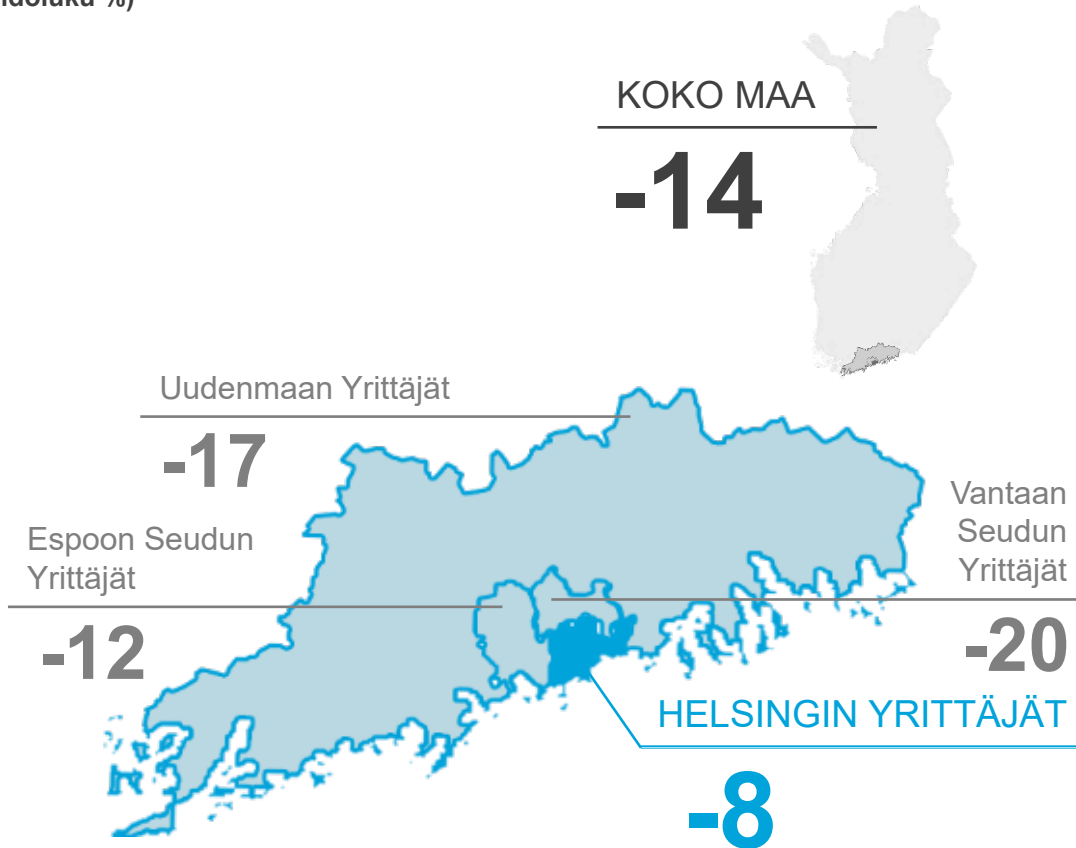 KOKO MAA
-14
Uudenmaan Yrittäjät
-17
Espoon Seudun
Yrittäjät
-12
Vantaan
Seudun
Yrittäjät
-20
HELSINGIN YRITTÄJÄT
-8